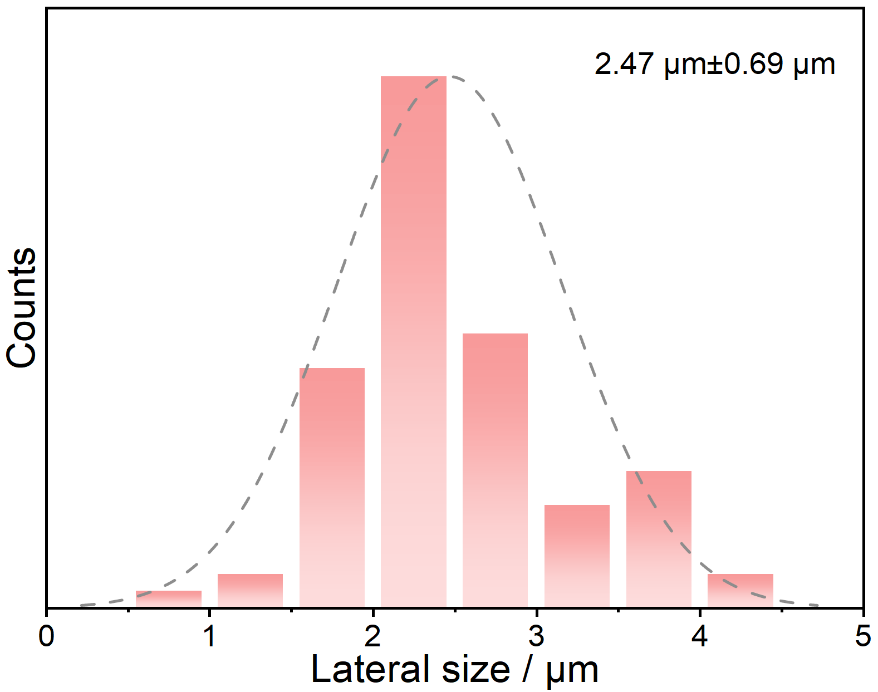 2.47 μm±0.69 μm
Counts
0 1 2 3 4 5
Lateral size / μm